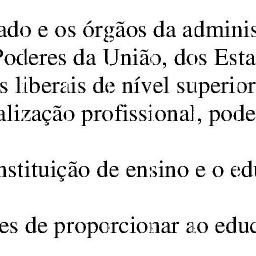 ado e os órgãos da adminis
Poderes da União, dos Esta
s liberais de nível superior
alização profissional, pode
nstituição de ensino e o edu
es de proporcionar ao educ